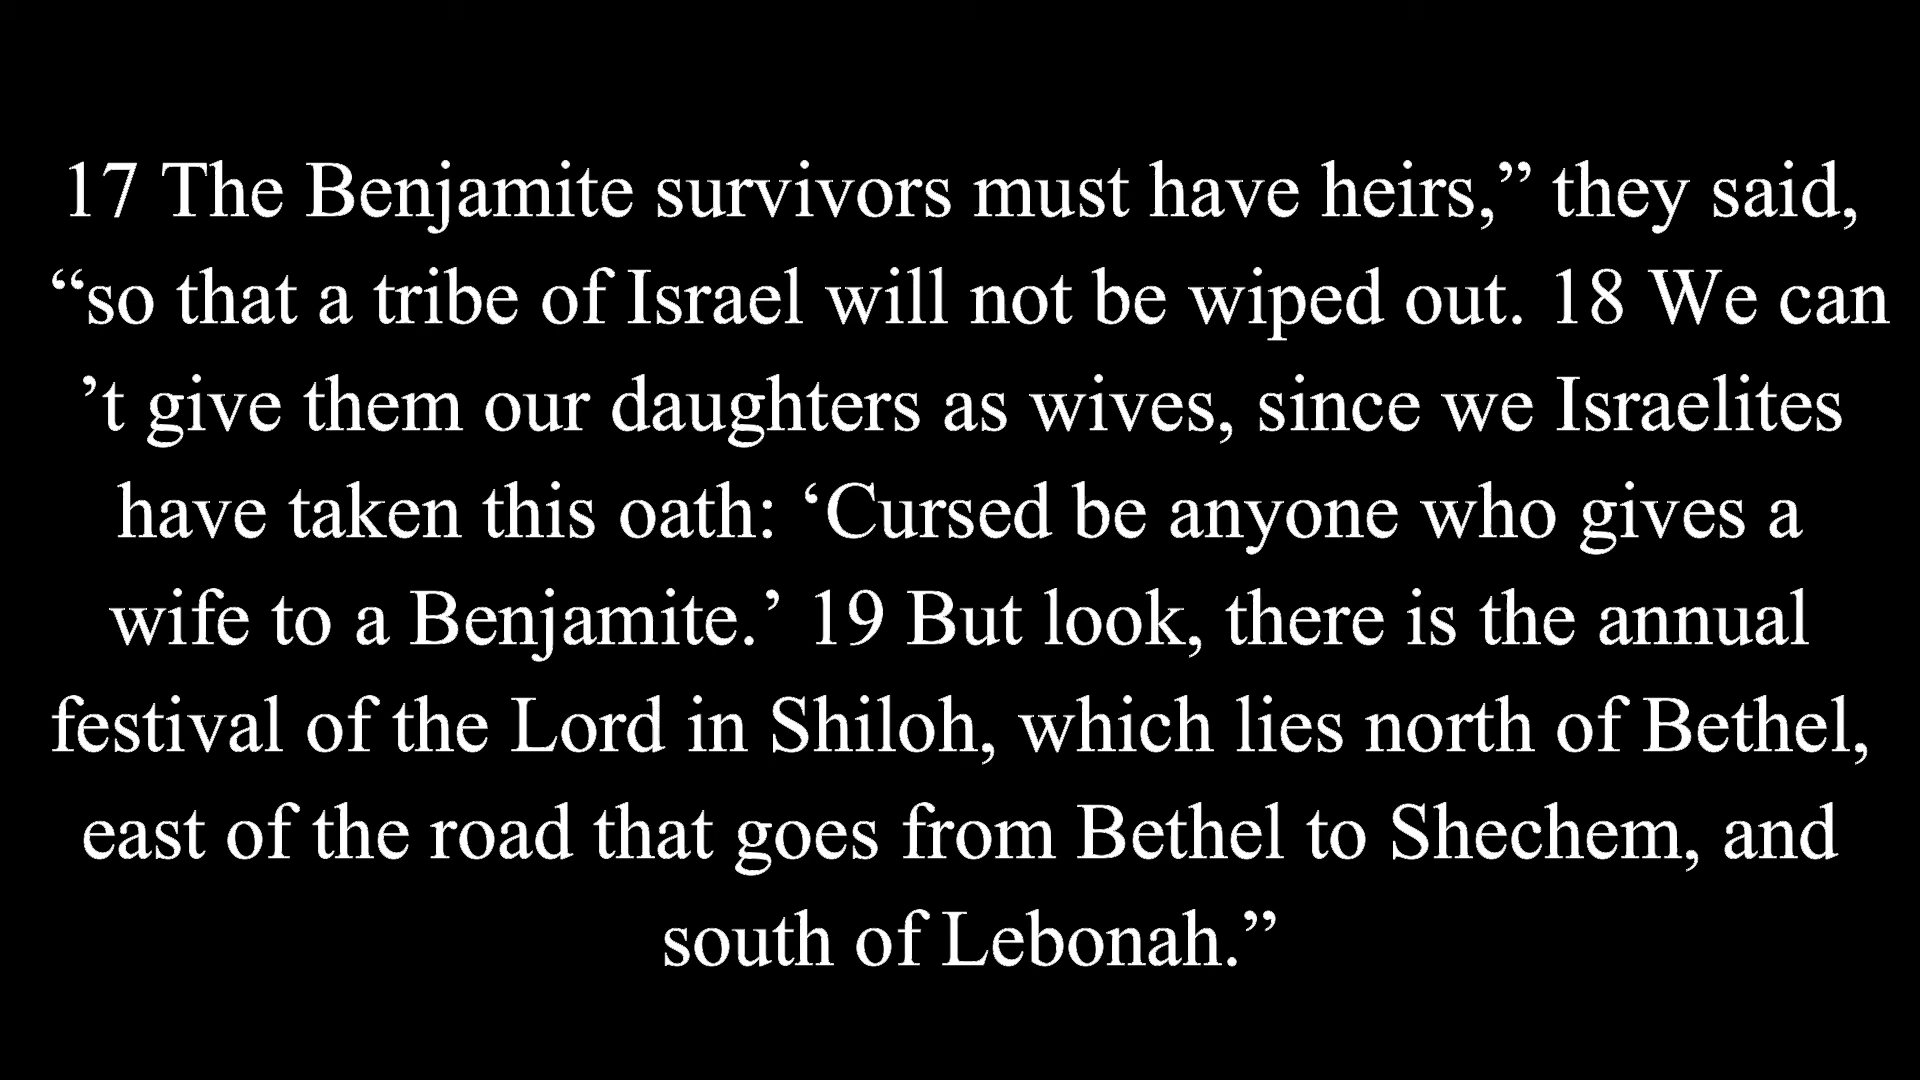 17 The Benjamite survivors must have heirs,” they said,
“so that a tribe of Israel will not be wiped out. 18 We can
’t give them our daughters as wives, since we Israelites
have taken this oath: ‘Cursed be anyone who gives a
wife to a Benjamite.’ 19 But look, there is the annual
festival of the Lord in Shiloh, which lies north of Bethel,
east of the road that goes from Bethel to Shechem, and
south of Lebonah.”